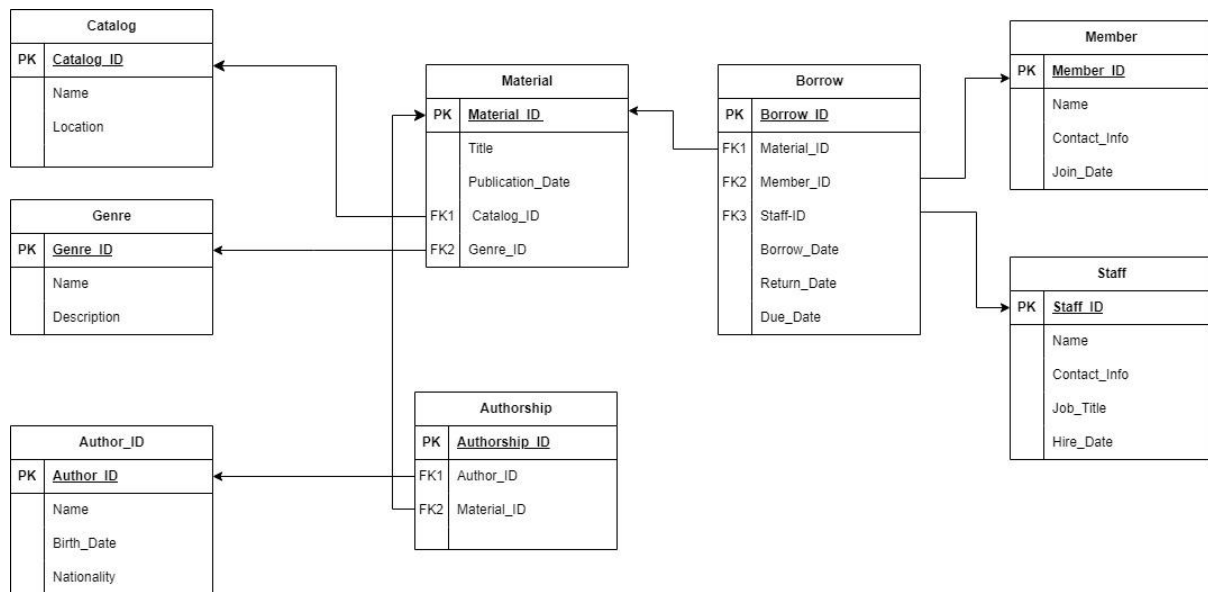 Catalog
PK Catalog_ID
Name
Location
Genre
PK Genre_ID
Name
Description
Author_ID
PK Author_ID
Name
Birth_Date
Nationality
Material
PK Material_ID
Title
Publication_Date
FK1 Catalog_ID
FK2 Genre_ID
Authorship
PK Authorship_ID
FK1 Author_ID
FK2 Material_ID
Borrow
PK Borrow_ID
FK1 Material_ID
FK2 Member_ID
FK3 Staff-ID
Borrow_Date
Return_Date
Due_Date
Member
PK Member_ID
Name
Contact_Info
Join_Date
Staff
PK Staff_ID
Name
Contact_Info
Job_Title
Hire_Date